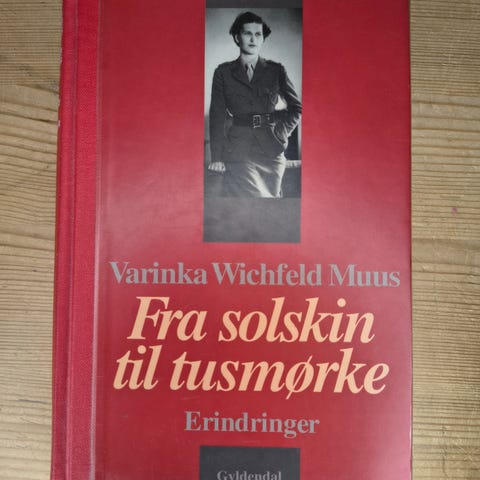 Varinka Wichfeld Muus
Fra solskin
til tusmørke
Erindringer
Gyldendal